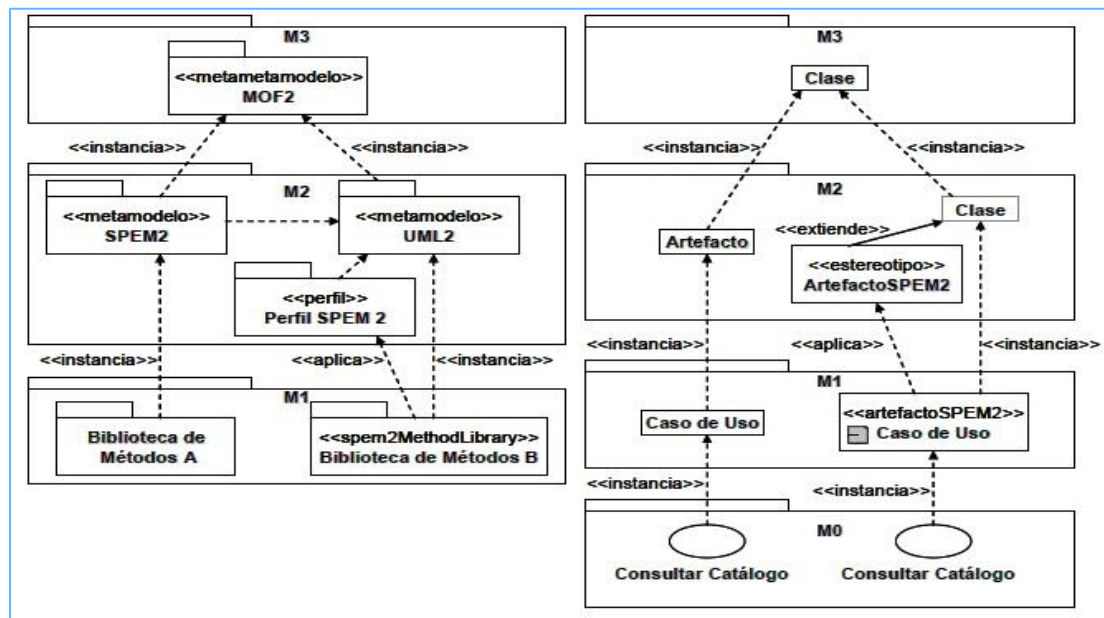 M3
<<metametamodelo>>
MOF2
<<instancia>>
<<instancia>>
M2
<<metamodelo>>
SPEM2
<<metamodelo>>
UML2
<<perfil>>
Perfil SPEM 2
<<instancia>>
<<aplica>>
<<instancia>>
M1
Biblioteca de
Métodos A
<<spem2MethodLibrary>>
Biblioteca de Métodos B
M3
Clase
<<instancia>>
<<instancia>>
M2
Clase
<<extiende>>
Artefacto
<<estereotipo>>
ArtefactoSPEM2
<<instancia>>
<<aplica>>
<<instancia>>
M1
Caso de Uso
<<artefactoSPEM2>>
Caso de Uso
<<instancia>>
<<instancia>>
M0
Consultar Catálogo
Consultar Catálogo